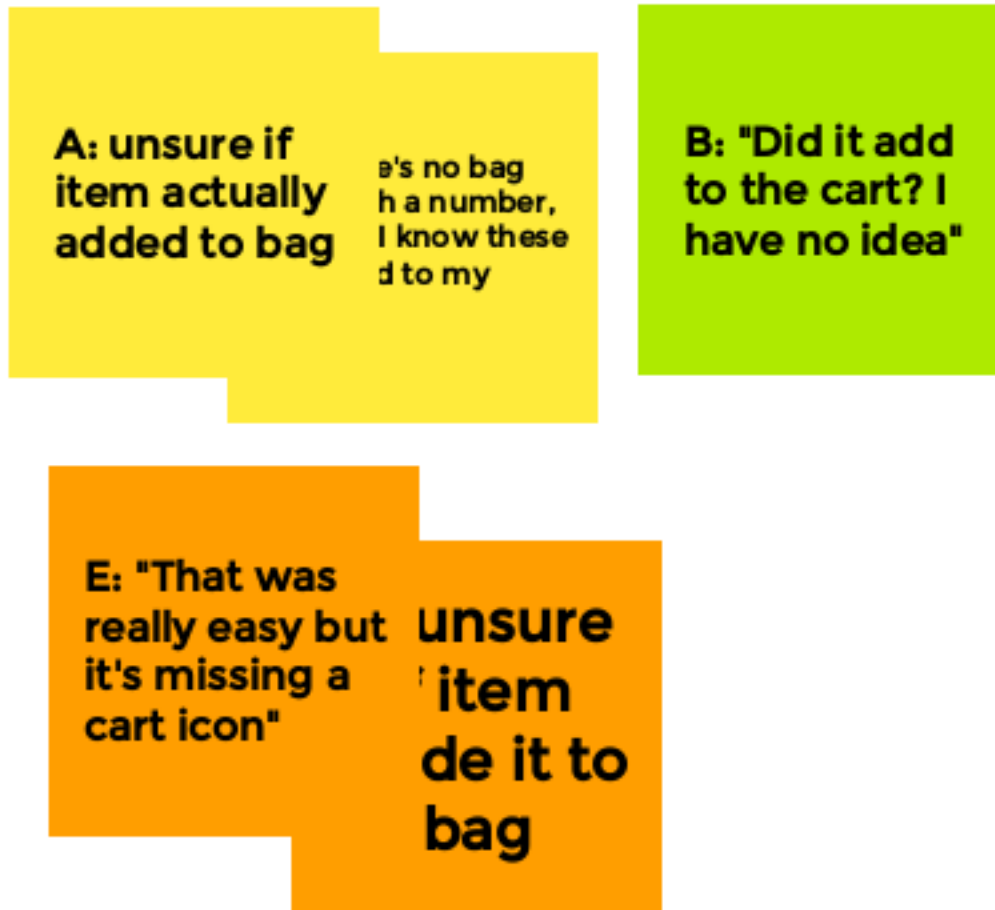 A: unsure if
item actually
added to bag
no bag
a number,
I know these
to my
B: "Did it add
to the cart? I
have no idea"
E: "That was
really easy but
it's missing a
cart icon"
unsure
item
it to
bag